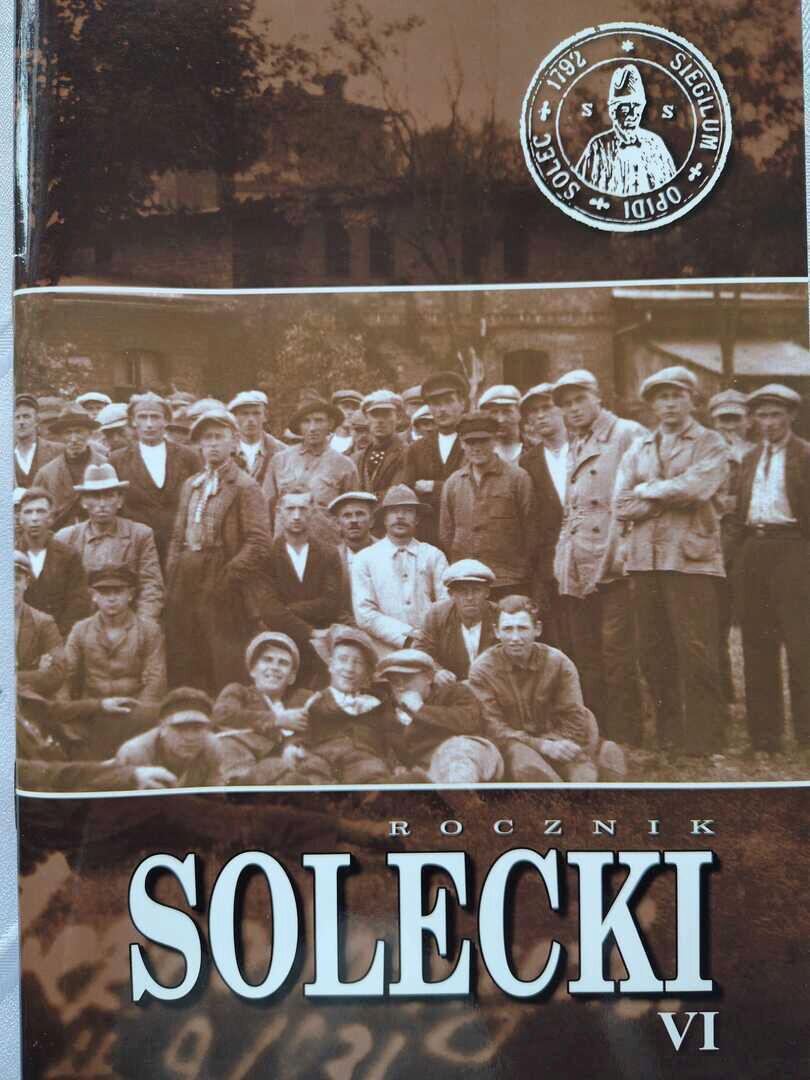 SOLEC + 1792 * SIEGILUM + OPIDI +
S S
ROCZNIK
SOLECKI
VI